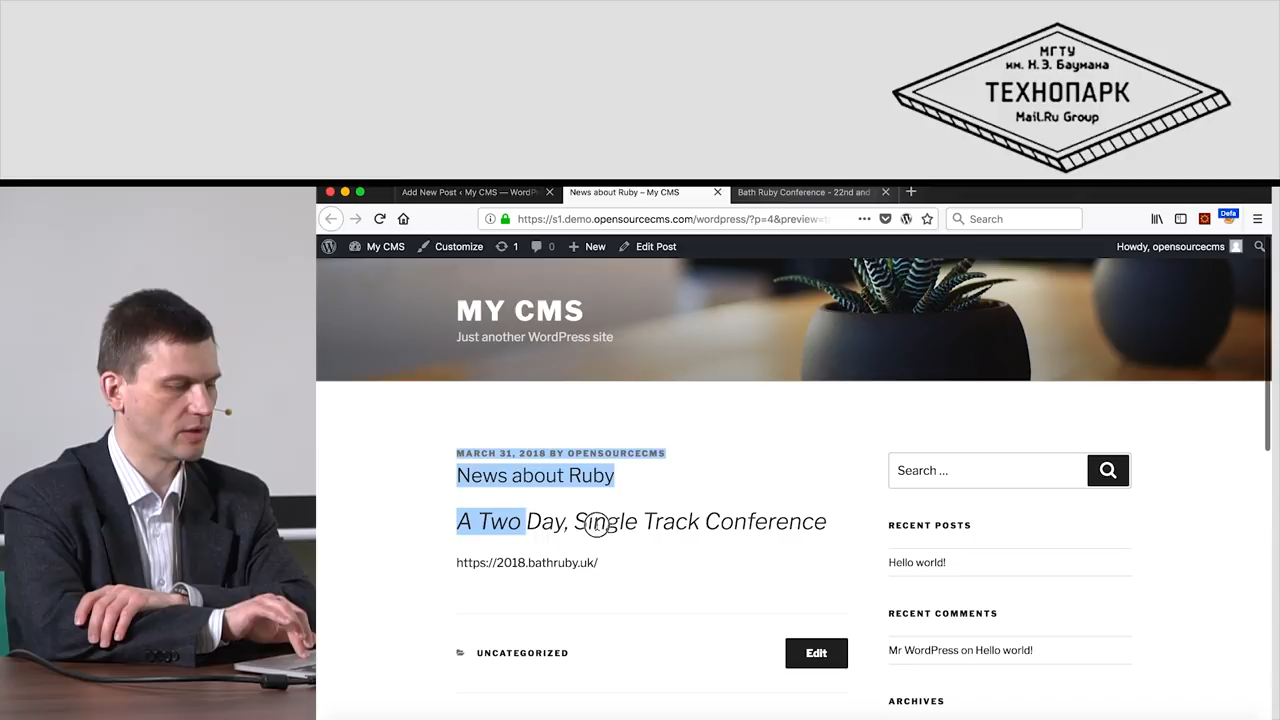 МГТУ
им. Н.Э. Баумана
ТЕХНОПАРК
Mail.Ru Group
Add New Post ‹ My CMS — WordP
News about Ruby – My CMS
Bath Ruby Conference - 22nd and
https://s1.demo.opensourcecms.com/wordpress/?p=4&preview=t
Search
Defa
My CMS
Customize
1
0
New
Edit Post
Howdy, opensourcecms
MY CMS
Just another WordPress site
MARCH 31, 2018 BY OPENSOURCECMS
News about Ruby
A Two Day, Single Track Conference
https://2018.bathruby.uk/
UNCATEGORIZED
Edit
Search …
RECENT POSTS
Hello world!
RECENT COMMENTS
Mr WordPress on Hello world!
ARCHIVES